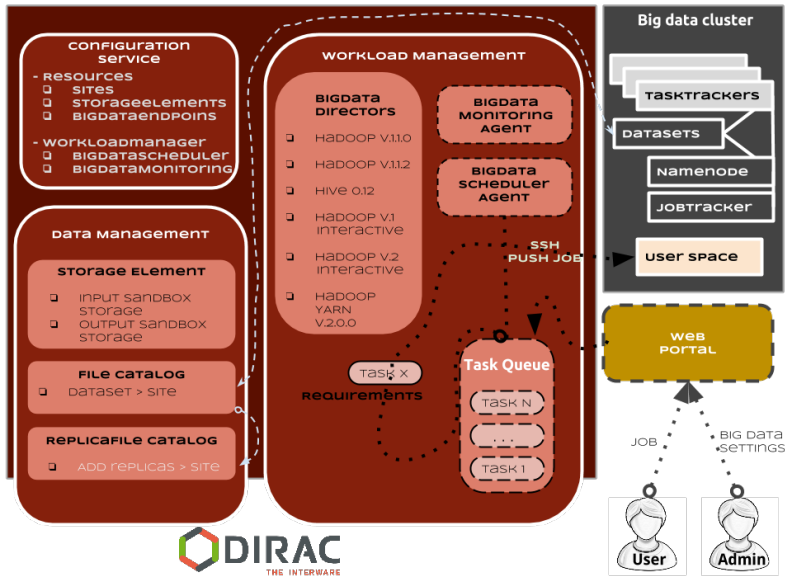 Configuration
Service
- Resources
Sites
StorageElements
BigDataEndpoins
- WorkloadManager
BigDataScheduler
BigDataMonitoring
Data Management
Storage Element
Input Sandbox
Storage
Output Sandbox
Storage
File Catalog
Dataset > Site
ReplicaFile Catalog
Add Replicas > Site
Workload Management
BigData
Directors
Hadoop V.1.1.0
Hadoop V.1.1.2
Hive 0.12
Hadoop V.1
Interactive
Hadoop V.2
Interactive
Hadoop
YARN
V.2.0.0
BigData
Monitoring
Agent
BigData
Scheduler
Agent
SSH
Push Job
Task X
Requirements
Task Queue
Task N
...
Task 1
Big data cluster
TaskTrackers
Datasets
NameNode
JobTracker
User Space
Web
Portal
Job
Big Data
Settings
User
Admin
DIRAC
THE INTERWARE